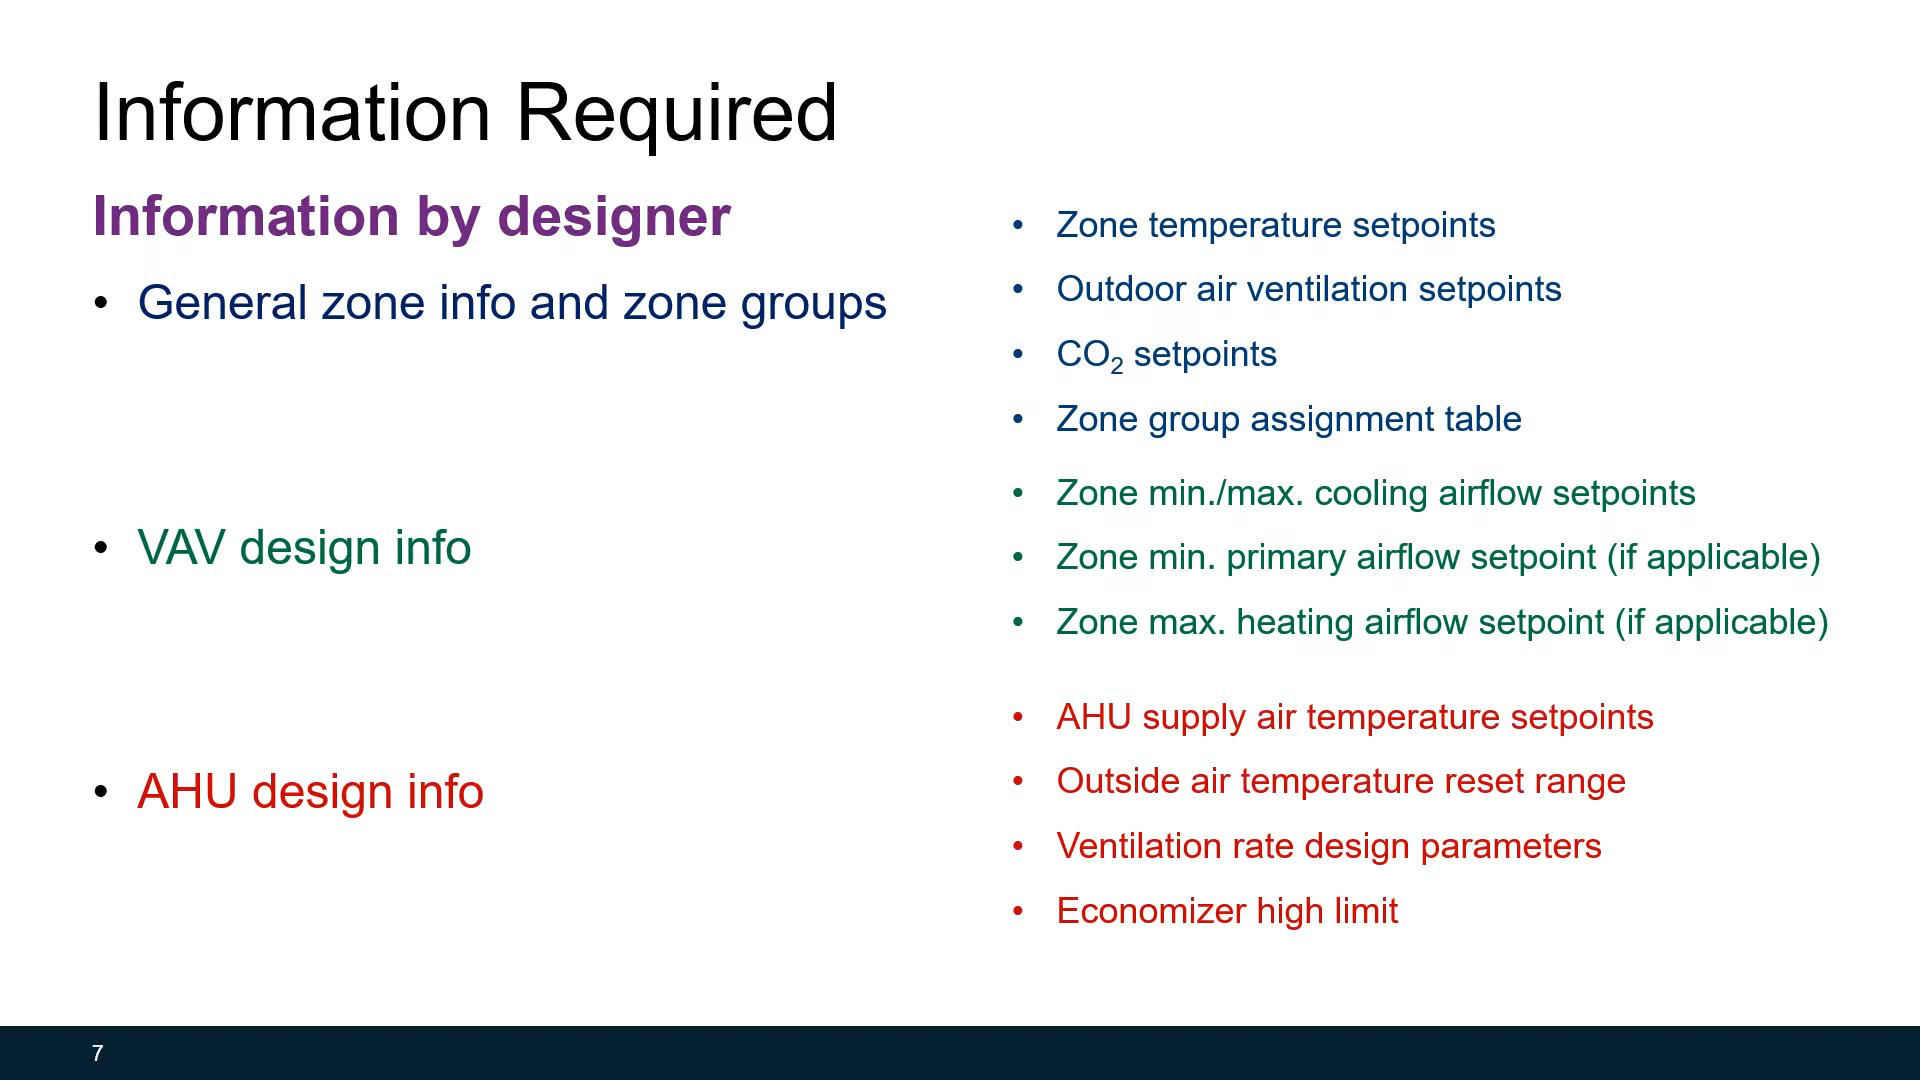 Information Required
Information by designer
• General zone info and zone groups
• Zone temperature setpoints
• Outdoor air ventilation setpoints
• CO₂ setpoints
• Zone group assignment table
• VAV design info
• Zone min./max. cooling airflow setpoints
• Zone min. primary airflow setpoint (if applicable)
• Zone max. heating airflow setpoint (if applicable)
• AHU design info
• AHU supply air temperature setpoints
• Outside air temperature reset range
• Ventilation rate design parameters
• Economizer high limit
7